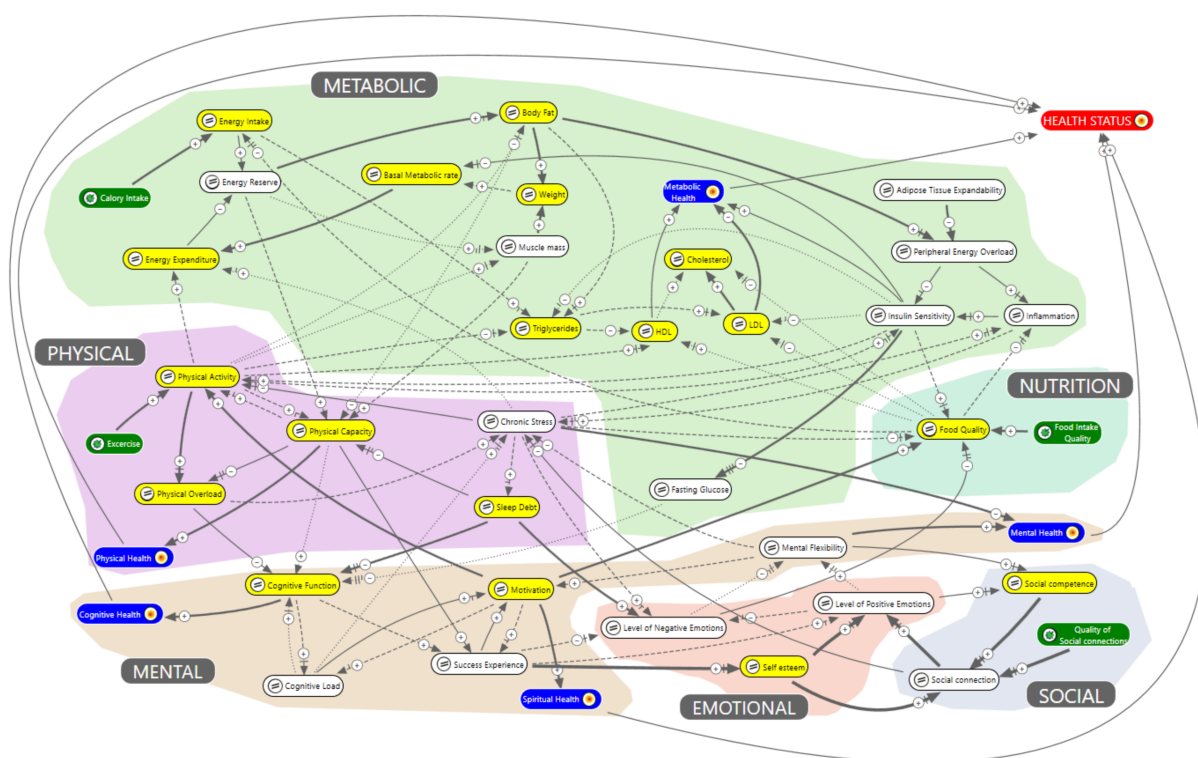 METABOLIC
Energy Intake
Body Fat
HEALTH STATUS
Basal Metabolic rate
Energy Reserve
Calory Intake
Weight
Metabolic
Health
Adipose Tissue Expandability
Muscle mass
Energy Expenditure
Cholesterol
Peripheral Energy Overload
Triglycerides
HDL
LDL
Insulin Sensitivity
Inflammation
PHYSICAL
Physical Activity
NUTRITION
Excercise
Physical Capacity
Chronic Stress
Food Quality
Food Intake
Quality
Physical Overload
Fasting Glucose
Sleep Debt
Mental Health
Physical Health
Mental Flexibility
Cognitive Function
Motivation
Social competence
Cognitive Health
Level of Positive Emotions
Level of Negative Emotions
Quality of
Social connections
MENTAL
Success Experience
Self esteem
Cognitive Load
Social connection
Spiritual Health
EMOTIONAL
SOCIAL